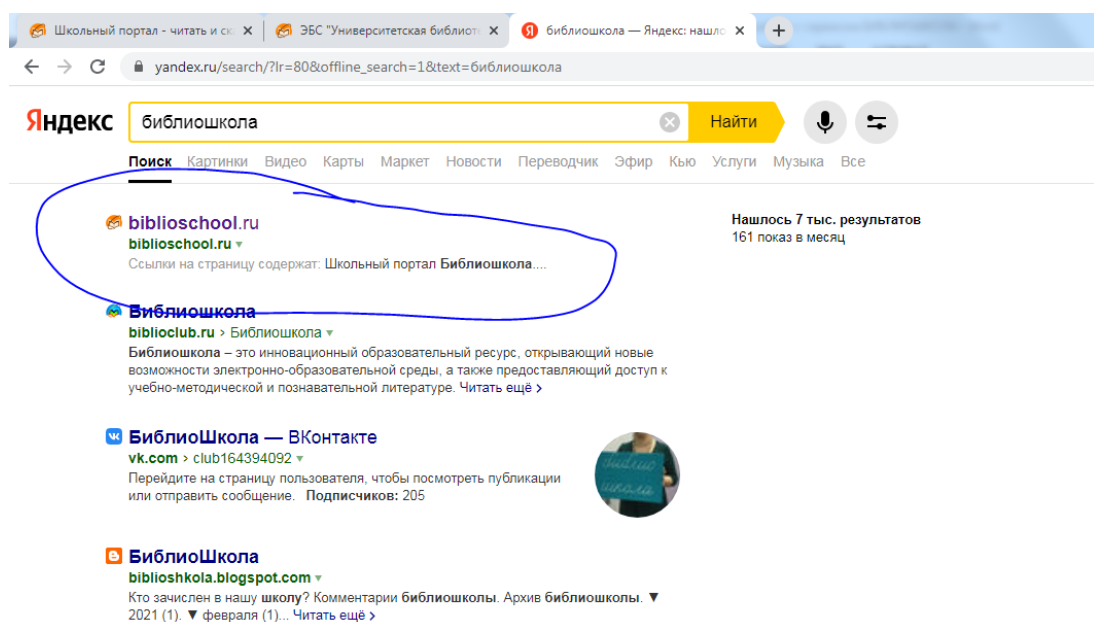 Школьный портал - читать и ск
ЭБС "Университетская библиот
библиошкола — Яндекс: нашло
yandex.ru/search/?lr=80&offline_search=1&text=библиошкола
Яндекс библиошкола Найти
Поиск Картинки Видео Карты Маркет Новости Переводчик Эфир Кью Услуги Музыка Все
biblioschool.ru
biblioschool.ru
Ссылки на страницу содержат: Школьный портал Библиошкола....
Нашлось 7 тыс. результатов
161 показ в месяц
Библиошкола
biblioclub.ru › Библиошкола
Библиошкола – это инновационный образовательный ресурс, открывающий новые
возможности электронно-образовательной среды, а также предоставляющий доступ к
учебно-методической и познавательной литературе. Читать ещё ›
БиблиоШкола — ВКонтакте
vk.com › club164394092
Перейдите на страницу пользователя, чтобы посмотреть публикации
или отправить сообщение. Подписчиков: 205
библио
школа
БиблиоШкола
biblioshkola.blogspot.com
Кто зачислен в нашу школу? Комментарии библиошколы. Архив библиошколы. ▼
2021 (1). ▼ февраля (1)... Читать ещё ›